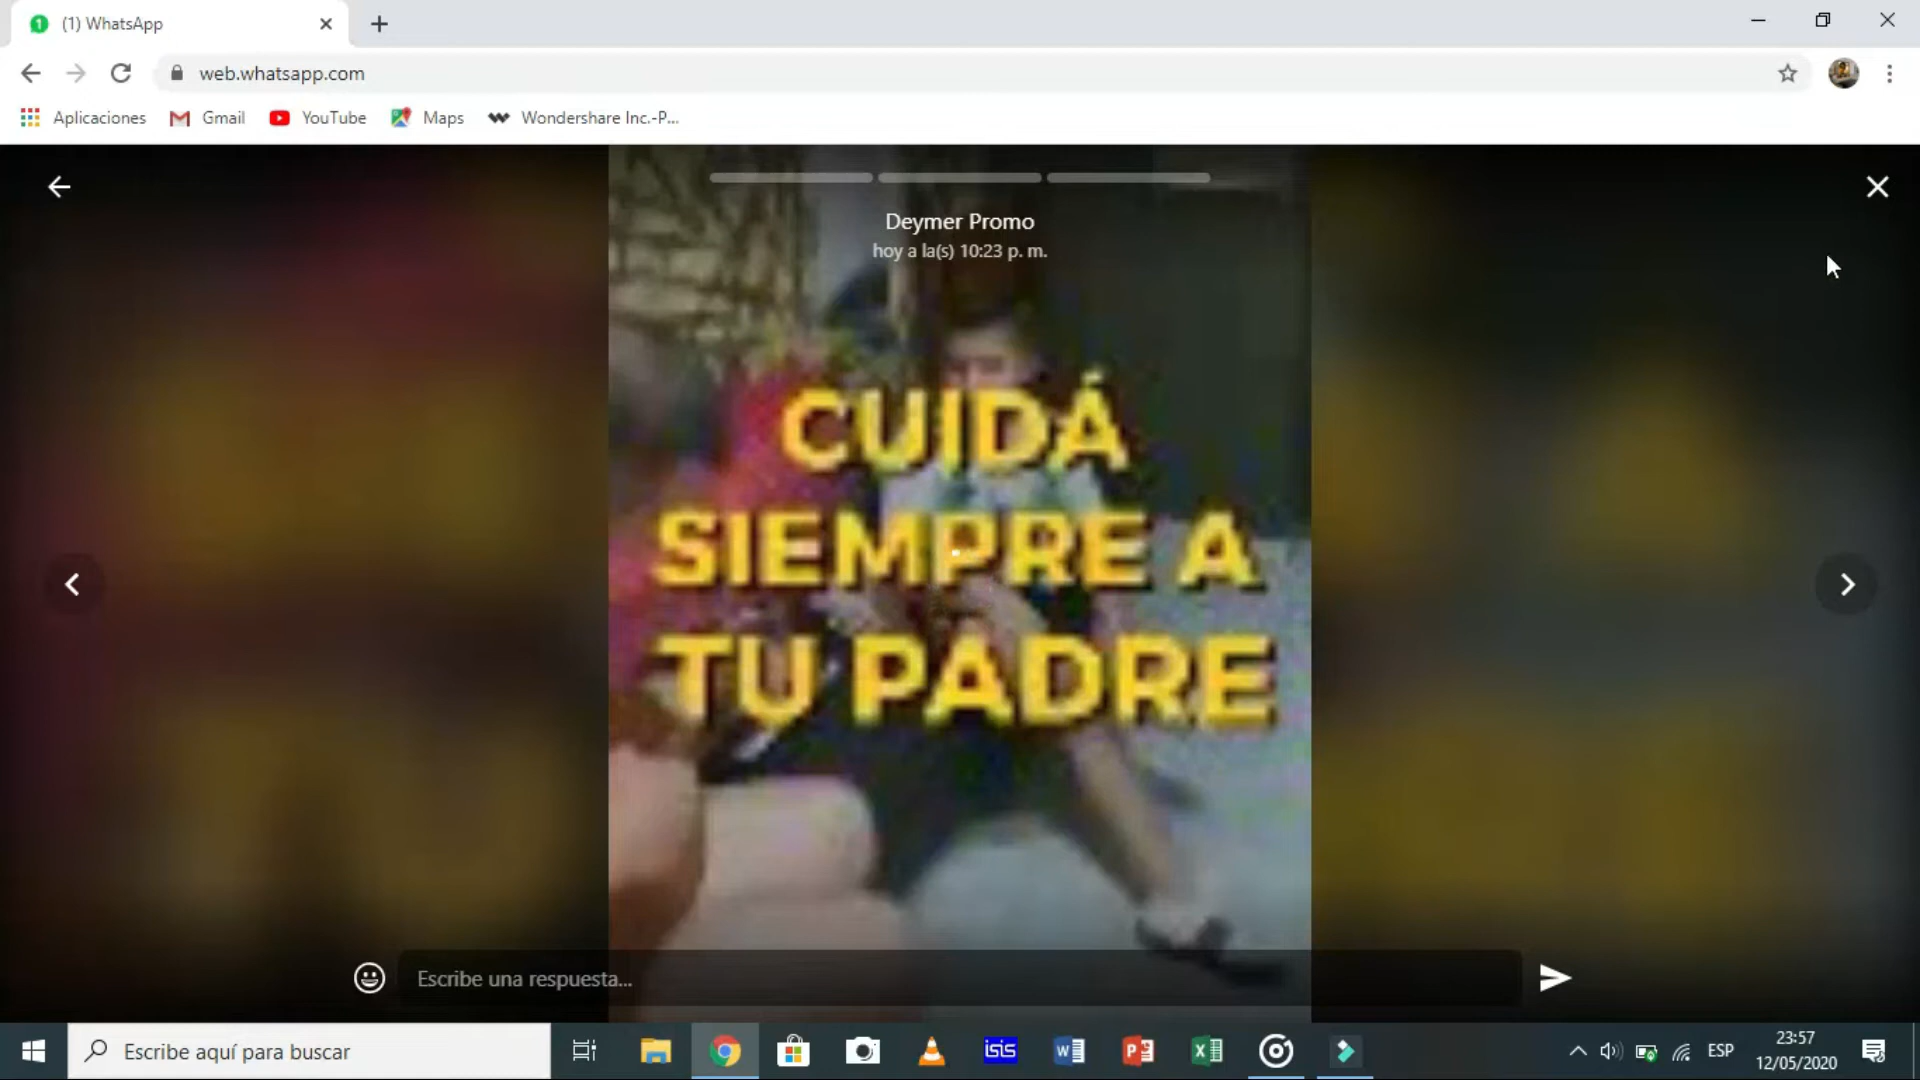 (1) WhatsApp
web.whatsapp.com
Aplicaciones Gmail YouTube Maps Wondershare Inc.-P...
Deymer Promo
hoy a la(s) 10:23 p. m.
CUIDÁ
SIEMPRE A
TU PADRE
Escribe una respuesta...
Escribe aquí para buscar
isis
ESP
23:57
12/05/2020